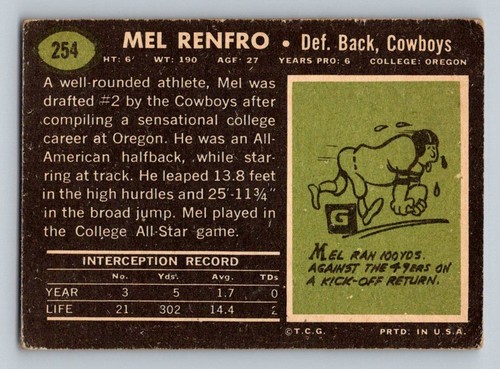 254
MEL RENFRO • Def. Back, Cowboys
HT: 6' WT: 190 AGE: 27 YEARS PRO: 6 COLLEGE: OREGON
A well-rounded athlete, Mel was
drafted #2 by the Cowboys after
compiling a sensational college
career at Oregon. He was an All-
American halfback, while star-
ring at track. He leaped 13.8 feet
in the high hurdles and 25'-11¾"
in the broad jump. Mel played in
the College All-Star game.
INTERCEPTION RECORD
No. Yds. Avg. TDs
YEAR 3 5 1.7 0
LIFE 21 302 14.4 2
G
MEL RAN 100 YDS.
AGAINST THE 49ERS ON
A KICK-OFF RETURN.
©T.C.G. PRTD: IN U.S.A.